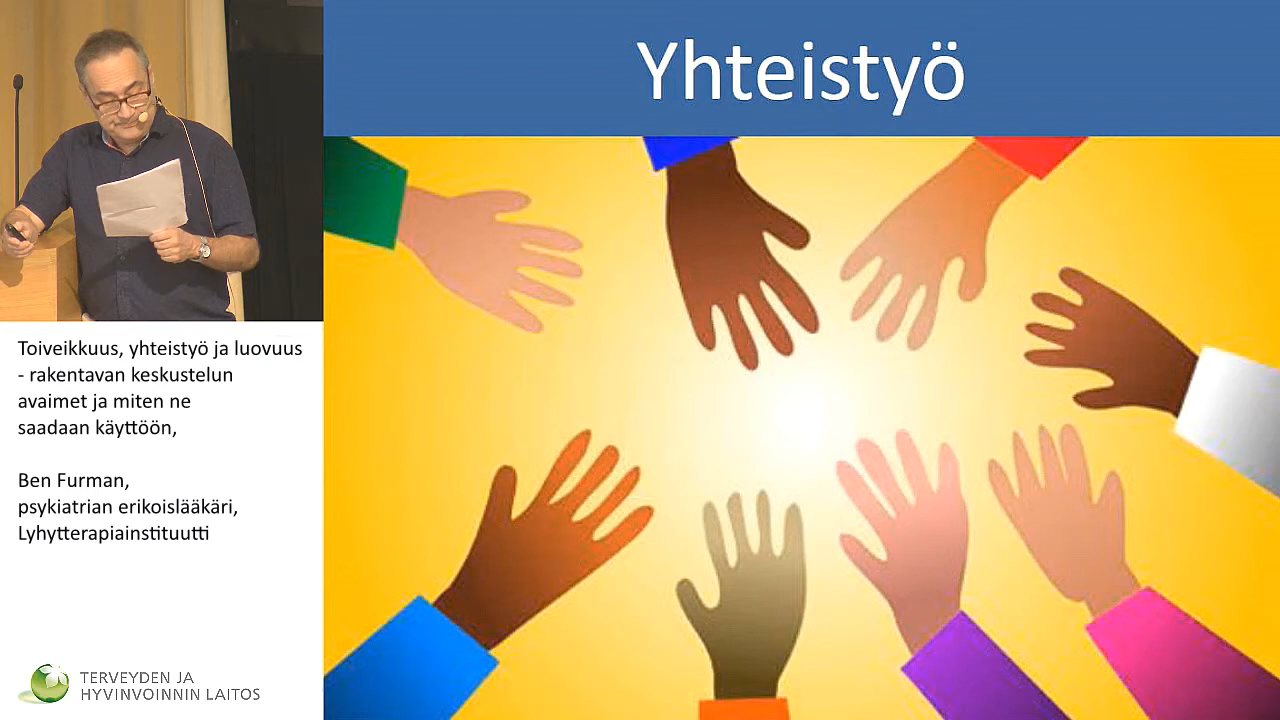 Yhteistyö
Toiveikkuus, yhteistyö ja luovuus
- rakentavan keskustelun
avaimet ja miten ne
saadaan käyttöön,
Ben Furman,
psykiatrian erikoislääkäri,
Lyhytterapiainstituutti
TERVEYDEN JA
HYVINVOINNIN LAITOS